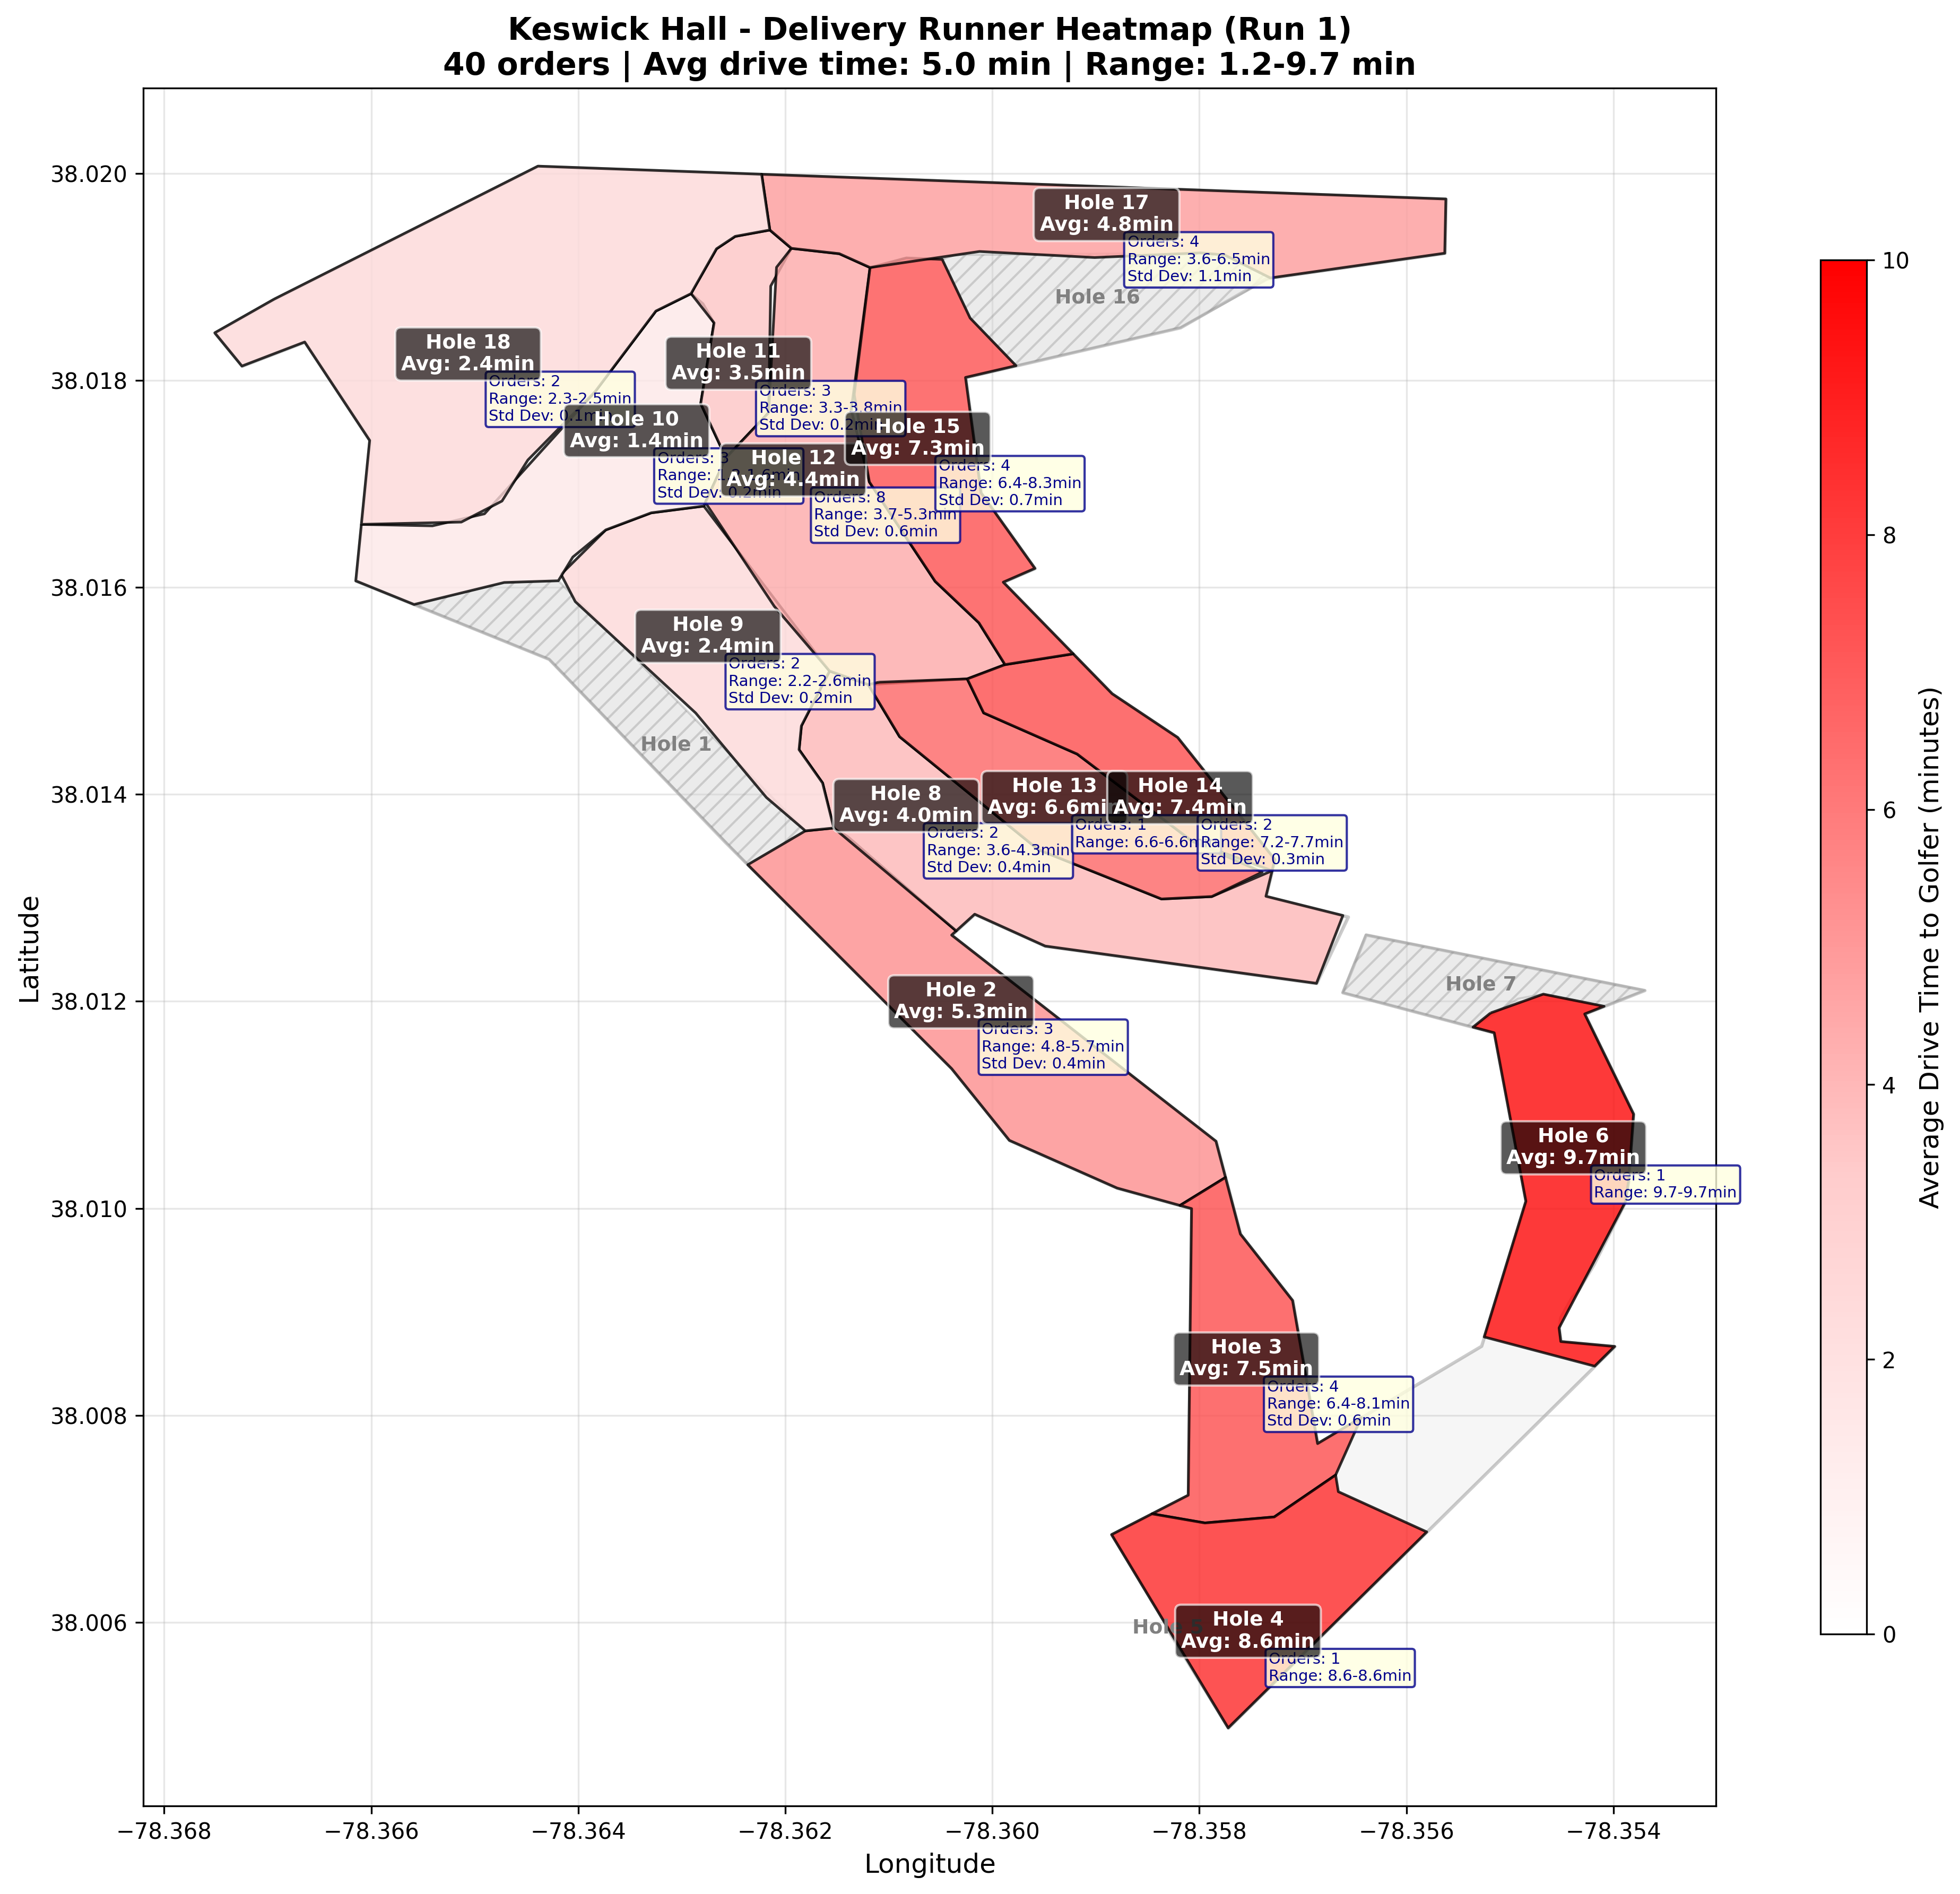 Keswick Hall - Delivery Runner Heatmap (Run 1)
40 orders | Avg drive time: 5.0 min | Range: 1.2-9.7 min
Hole 17
Avg: 4.8min
Orders: 4
Range: 3.6-6.5min
Std Dev: 1.1min
Hole 16
Hole 18
Avg: 2.4min
Orders: 2
Range: 2.3-2.5min
Std Dev: 0.1min
Hole 11
Avg: 3.5min
Orders: 3
Range: 3.3-3.8min
Std Dev: 0.2min
Hole 10
Avg: 1.4min
Orders: 3
Range:
Std Dev: 0.2min
Hole 15
Avg: 7.3min
Orders: 4
Range: 6.4-8.3min
Std Dev: 0.7min
Hole 12
Avg: 4.4min
Orders: 8
Range: 3.7-5.3min
Std Dev: 0.6min
Hole 9
Avg: 2.4min
Orders: 2
Range: 2.2-2.6min
Std Dev: 0.2min
Hole 1
Hole 8
Avg: 4.0min
Orders: 2
Range: 3.6-4.3min
Std Dev: 0.4min
Hole 13
Avg: 6.6min
Orders: 1
Range: 6.6-6.6m
Hole 14
Avg: 7.4min
Orders: 2
Range: 7.2-7.7min
Std Dev: 0.3min
Hole 7
Hole 2
Avg: 5.3min
Orders: 3
Range: 4.8-5.7min
Std Dev: 0.4min
Hole 6
Avg: 9.7min
Orders: 1
Range: 9.7-9.7min
Hole 3
Avg: 7.5min
Orders: 4
Range: 6.4-8.1min
Std Dev: 0.6min
Hole 4
Avg: 8.6min
Orders: 1
Range: 8.6-8.6min
38.020
38.018
38.016
38.014
38.012
38.010
38.008
38.006
Latitude
−78.368
−78.366
−78.364
−78.362
−78.360
−78.358
−78.356
−78.354
Longitude
10
8
6
4
2
0
Average Drive Time to Golfer (minutes)